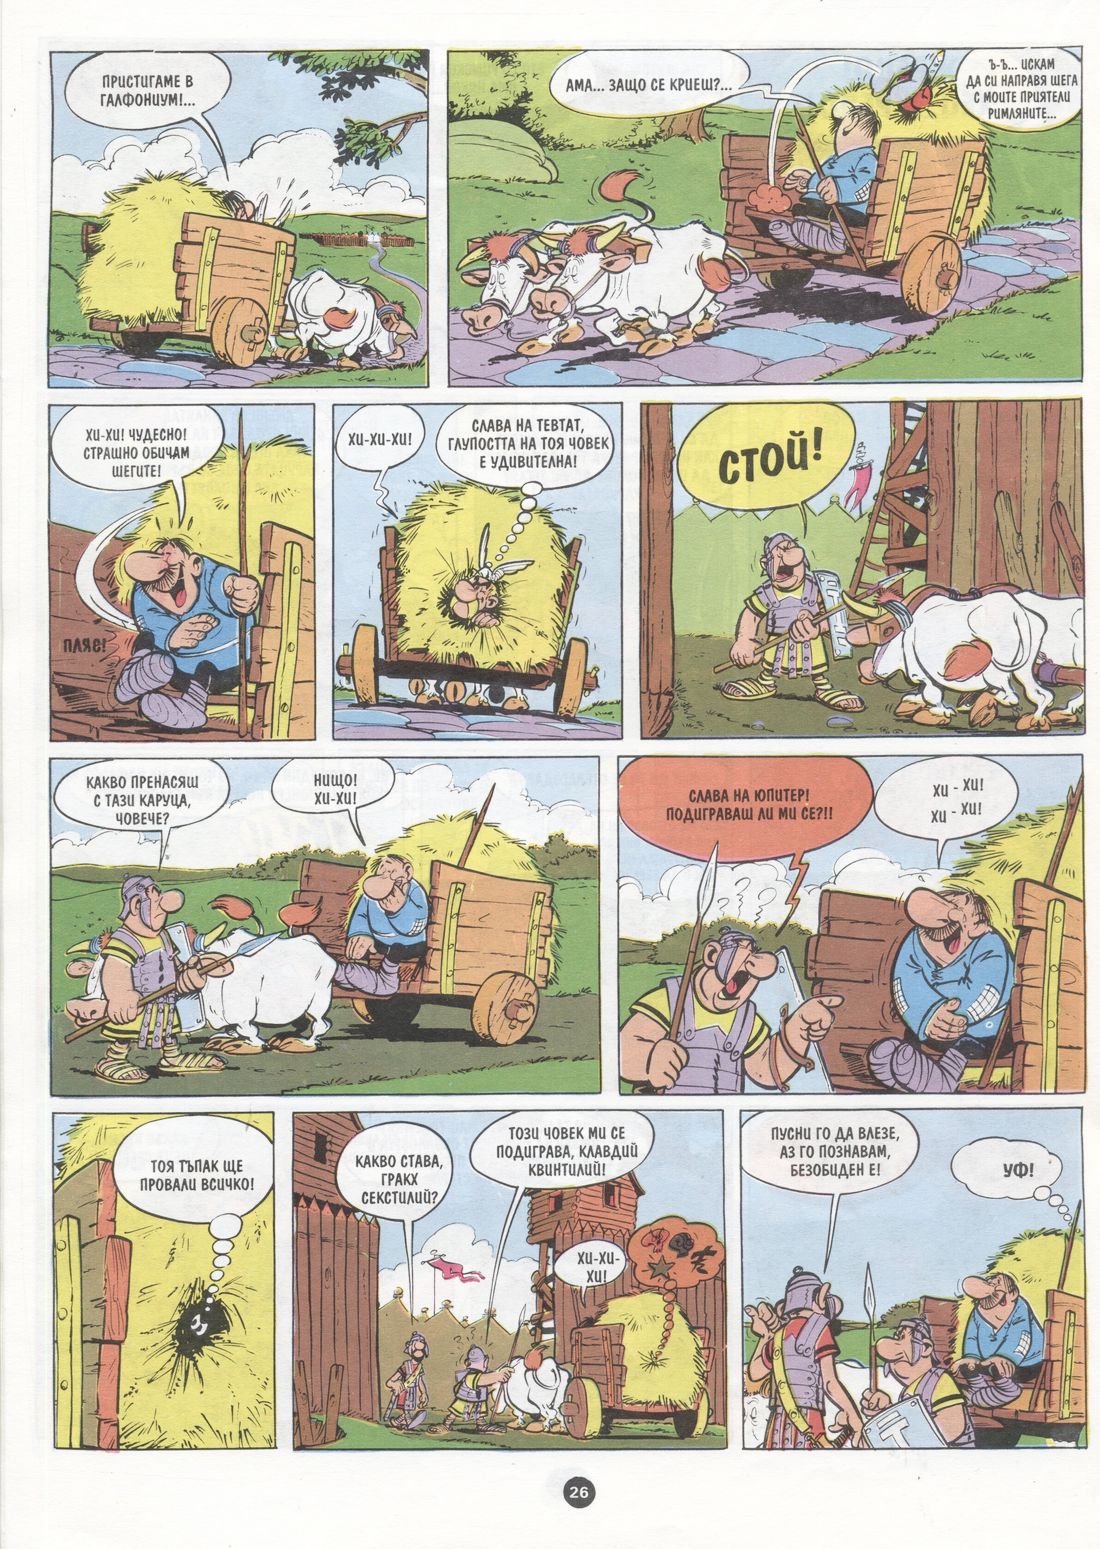 ПРИСТИГАМЕ В
ГАЛФОНИУМ!...
АМА... ЗАЩО СЕ КРИЕШ?...
Ъ-Ъ... ИСКАМ
ДА СИ НАПРАВЯ ШЕГА
С МОИТЕ ПРИЯТЕЛИ
РИМЛЯНИТЕ...
ХИ-ХИ! ЧУДЕСНО!
СТРАШНО ОБИЧАМ
ШЕГИТЕ!
ПЛЯС!
ХИ-ХИ-ХИ!
СЛАВА НА ТЕВТАТ,
ГЛУПОСТТА НА ТОЯ ЧОВЕК
Е УДИВИТЕЛНА!
СТОЙ!
КАКВО ПРЕНАСЯШ
С ТАЗИ КАРУЦА,
ЧОВЕЧЕ?
НИЩО!
ХИ-ХИ!
СЛАВА НА ЮПИТЕР!
ПОДИГРАВАШ ЛИ МИ СЕ?!!
ХИ - ХИ!
ХИ - ХИ!
ТОЯ ТЪПАК ЩЕ
ПРОВАЛИ ВСИЧКО!
КАКВО СТАВА,
ГРАКХ
СЕКСТИЛИЙ?
ТОЗИ ЧОВЕК МИ СЕ
ПОДИГРАВА, КЛАВДИЙ
КВИНТИЛИЙ!
ХИ-ХИ-
ХИ!
ПУСНИ ГО ДА ВЛЕЗЕ,
АЗ ГО ПОЗНАВАМ,
БЕЗОБИДЕН Е!
УФ!
26